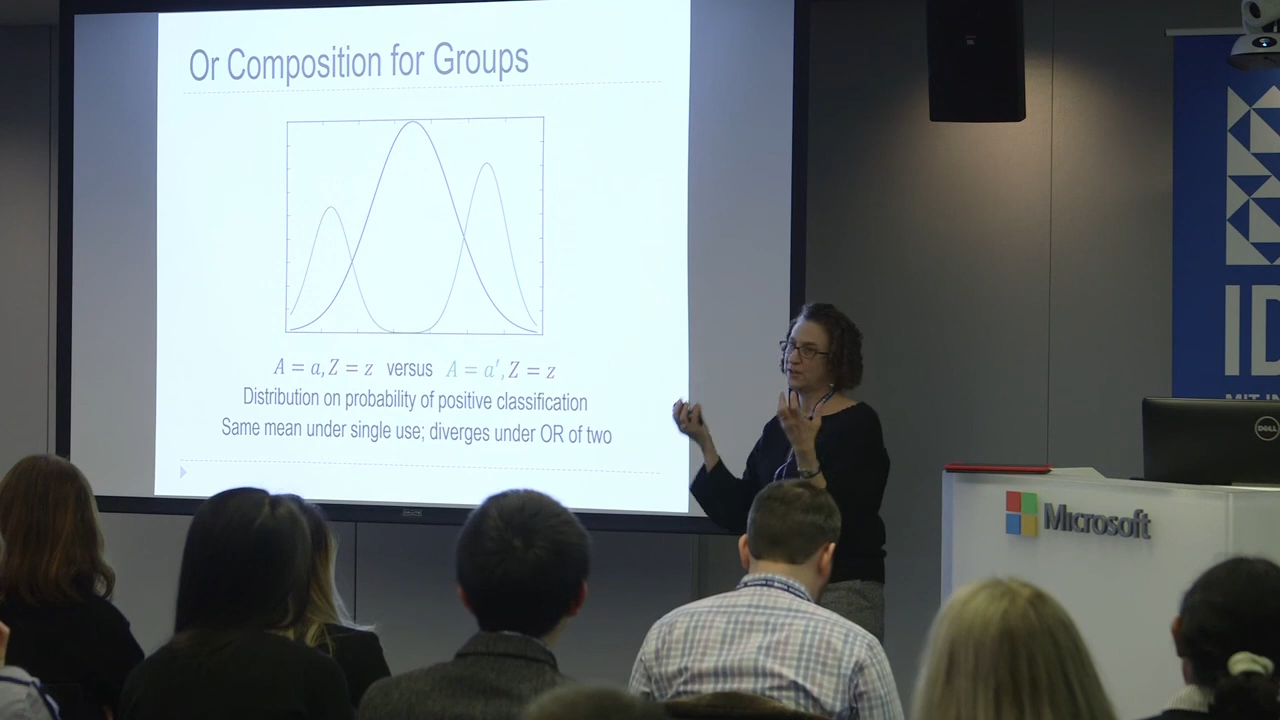 Or Composition for Groups
A = a, Z = z versus A = a′, Z = z
Distribution on probability of positive classification
Same mean under single use; diverges under OR of two
Microsoft
DELL